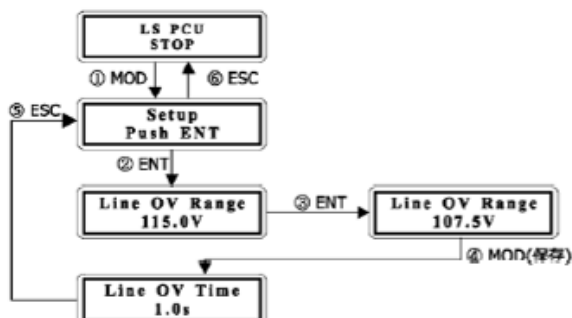 LS PCU
STOP
① MOD
⑥ ESC
⑤ ESC
Setup
Push ENT
② ENT
Line OV Range
115.0V
③ ENT
Line OV Range
107.5V
④ MOD(保存)
Line OV Time
1.0s